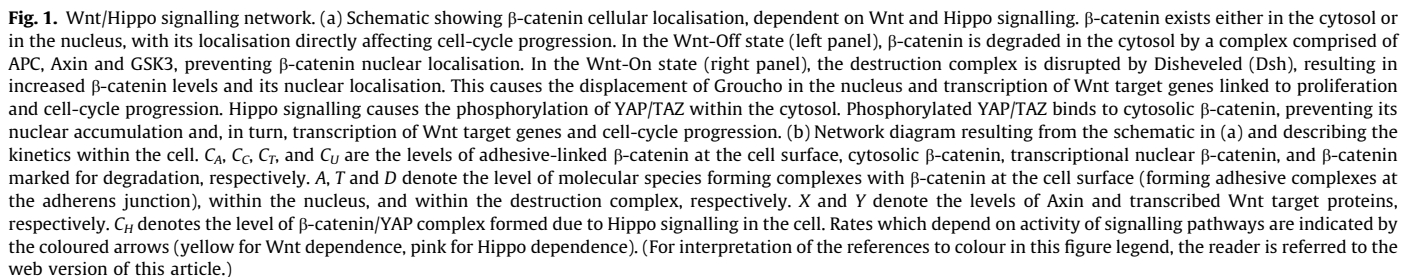 Fig. 1. Wnt/Hippo signalling network. (a) Schematic showing β-catenin cellular localisation, dependent on Wnt and Hippo signalling. β-catenin exists either in the cytosol or
in the nucleus, with its localisation directly affecting cell-cycle progression. In the Wnt-Off state (left panel), β-catenin is degraded in the cytosol by a complex comprised of
APC, Axin and GSK3, preventing β-catenin nuclear localisation. In the Wnt-On state (right panel), the destruction complex is disrupted by Disheveled (Dsh), resulting in
increased β-catenin levels and its nuclear localisation. This causes the displacement of Groucho in the nucleus and transcription of Wnt target genes linked to proliferation
and cell-cycle progression. Hippo signalling causes the phosphorylation of YAP/TAZ within the cytosol. Phosphorylated YAP/TAZ binds to cytosolic β-catenin, preventing its
nuclear accumulation and, in turn, transcription of Wnt target genes and cell-cycle progression. (b) Network diagram resulting from the schematic in (a) and describing the
kinetics within the cell. C_A, C_C, C_T, and C_U are the levels of adhesive-linked β-catenin at the cell surface, cytosolic β-catenin, transcriptional nuclear β-catenin, and β-catenin
marked for degradation, respectively. A, T and D denote the level of molecular species forming complexes with β-catenin at the cell surface (forming adhesive complexes at
the adherens junction), within the nucleus, and within the destruction complex, respectively. X and Y denote the levels of Axin and transcribed Wnt target proteins,
respectively. C_H denotes the level of β-catenin/YAP complex formed due to Hippo signalling in the cell. Rates which depend on activity of signalling pathways are indicated by
the coloured arrows (yellow for Wnt dependence, pink for Hippo dependence). (For interpretation of the references to colour in this figure legend, the reader is referred to the
web version of this article.)